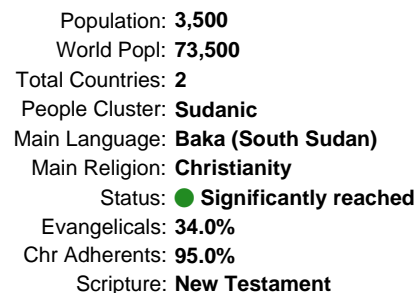 Population: 3,500
World Popl: 73,500
Total Countries: 2
People Cluster: Sudanic
Main Language: Baka (South Sudan)
Main Religion: Christianity
Status: Significantly reached
Evangelicals: 34.0%
Chr Adherents: 95.0%
Scripture: New Testament